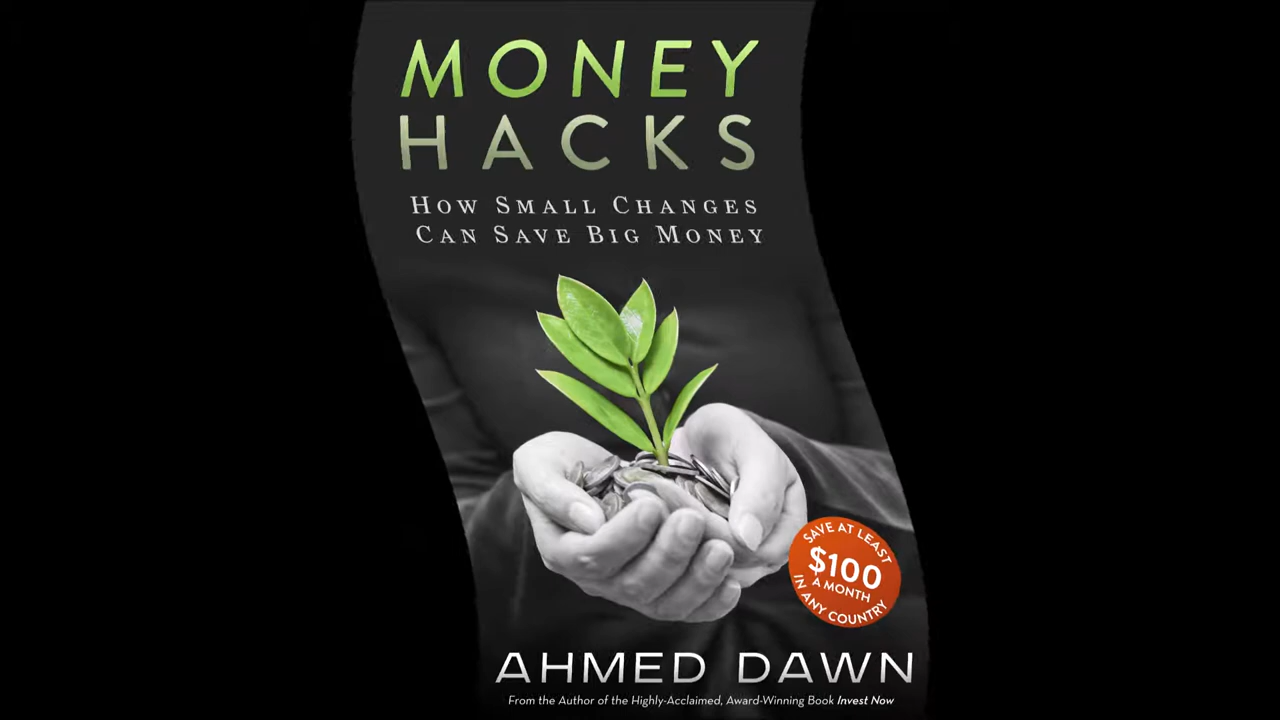 MONEY
HACKS
HOW SMALL CHANGES
CAN SAVE BIG MONEY
SAVE AT LEAST
$100
A MONTH
IN ANY COUNTRY
AHMED DAWN
From the Author of the Highly-Acclaimed, Award-Winning Book Invest Now